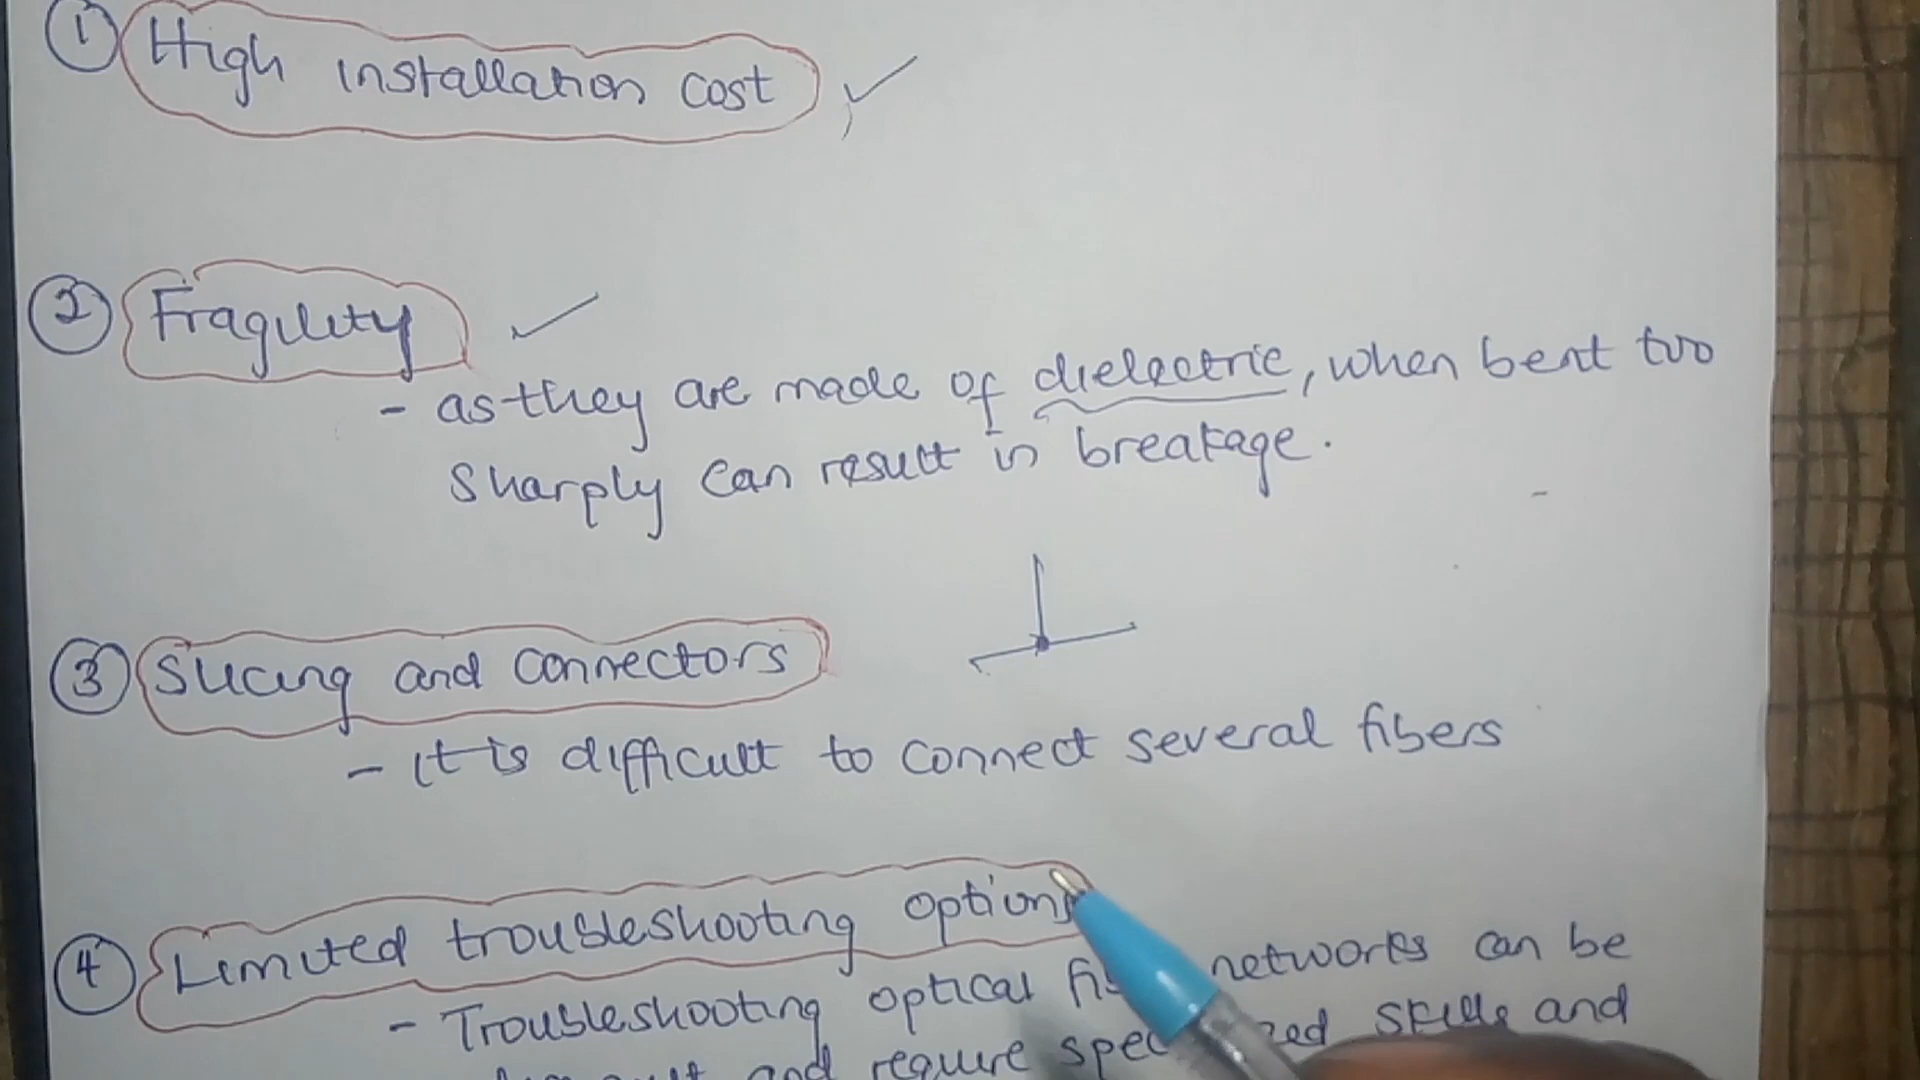 ① High installation cost
② Fragility
- as they are made of dielectric, when bent too
sharply can result in breakage.
③ Slicing and connectors
- it is difficult to connect several fibers
④ Limited troubleshooting option
- Troubleshooting optical networks can be
and require skills and